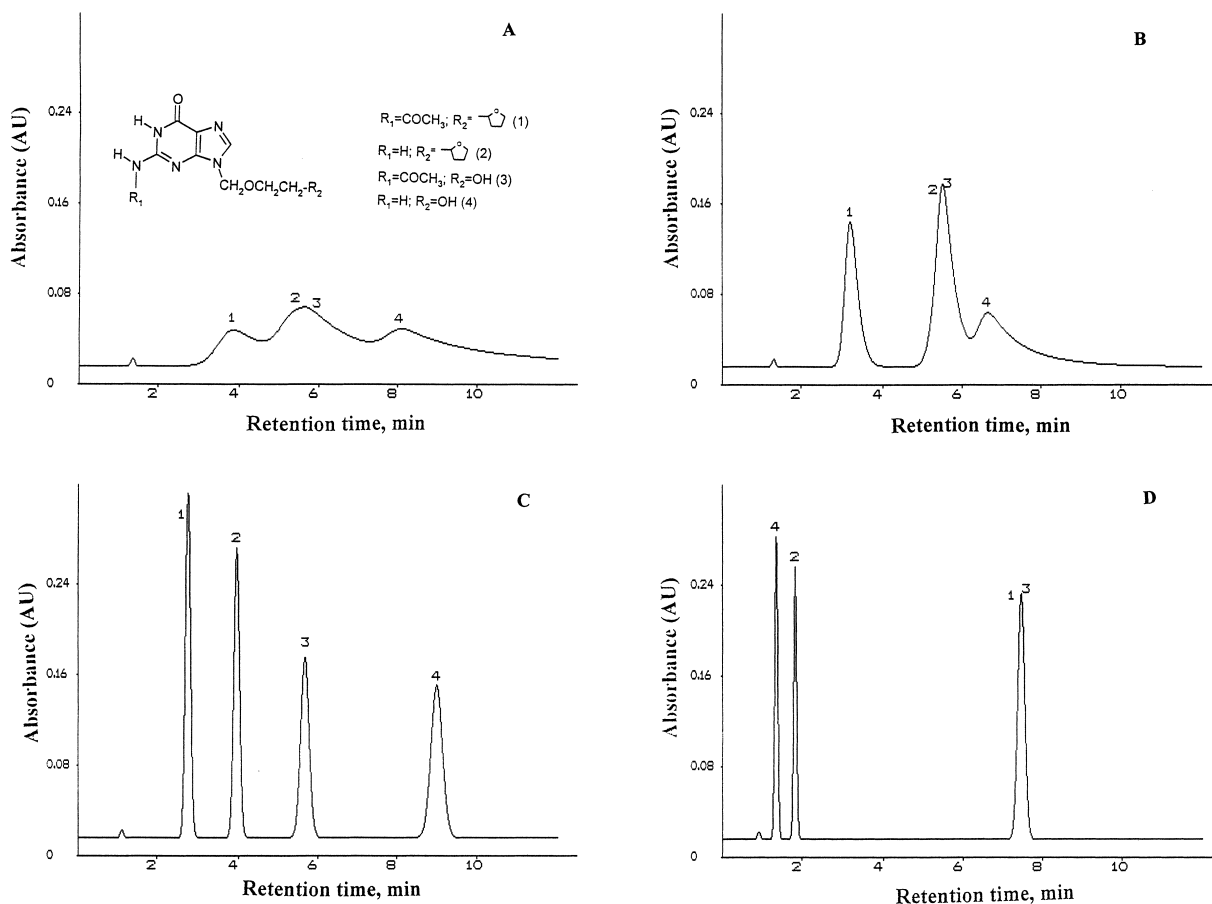 A
Absorbance (AU)
0.24
0.16
0.08
0
O
H
N
N
H
N
N
N
R1
CH2OCH2CH2-R2
R1=COCH3; R2= O (1)
R1=H; R2= O (2)
R1=COCH3; R2=OH (3)
R1=H; R2=OH (4)
1
2
3
4
2 4 6 8 10
Retention time, min
B
Absorbance (AU)
0.24
0.16
0.08
0
1
2 3
4
2 4 6 8 10
Retention time, min
C
Absorbance (AU)
0.24
0.16
0.08
0
1
2
3
4
2 4 6 8 10
Retention time, min
D
Absorbance (AU)
0.24
0.16
0.08
0
4
2
1 3
2 4 6 8 10
Retention time, min